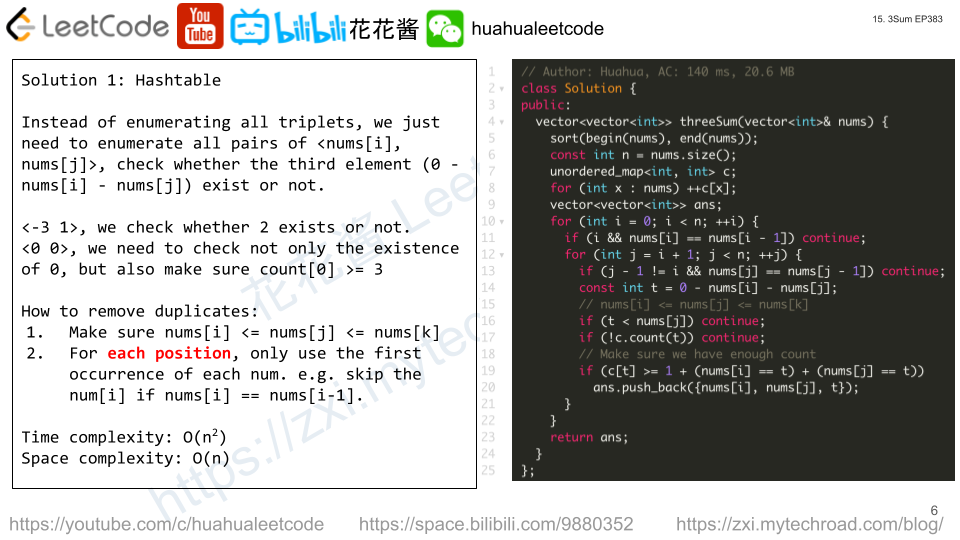 LeetCode You Tube bilibili 花花酱 huahualeetcode
15. 3Sum EP383
Solution 1: Hashtable
Instead of enumerating all triplets, we just
need to enumerate all pairs of <nums[i],
nums[j]>, check whether the third element (0 -
nums[i] - nums[j]) exist or not.
<-3 1>, we check whether 2 exists or not.
<0 0>, we need to check not only the existence
of 0, but also make sure count[0] >= 3
How to remove duplicates:
1. Make sure nums[i] <= nums[j] <= nums[k]
2. For each position, only use the first
occurrence of each num. e.g. skip the
num[i] if nums[i] == nums[i-1].
Time complexity: O(n²)
Space complexity: O(n)
花花酱 Leet
https://zxi.mytec
1 // Author: Huahua, AC: 140 ms, 20.6 MB
2 class Solution {
3 public:
4 vector<vector<int>> threeSum(vector<int>& nums) {
5 sort(begin(nums), end(nums));
6 const int n = nums.size();
7 unordered_map<int, int> c;
8 for (int x : nums) ++c[x];
9 vector<vector<int>> ans;
10 for (int i = 0; i < n; ++i) {
11 if (i && nums[i] == nums[i - 1]) continue;
12 for (int j = i + 1; j < n; ++j) {
13 if (j - 1 != i && nums[j] == nums[j - 1]) continue;
14 const int t = 0 - nums[i] - nums[j];
15 // nums[i] <= nums[j] <= nums[k]
16 if (t < nums[j]) continue;
17 if (!c.count(t)) continue;
18 // Make sure we have enough count
19 if (c[t] >= 1 + (nums[i] == t) + (nums[j] == t))
20 ans.push_back({nums[i], nums[j], t});
21 }
22 }
23 return ans;
24 }
25 };
6
https://youtube.com/c/huahualeetcode https://space.bilibili.com/9880352 https://zxi.mytechroad.com/blog/